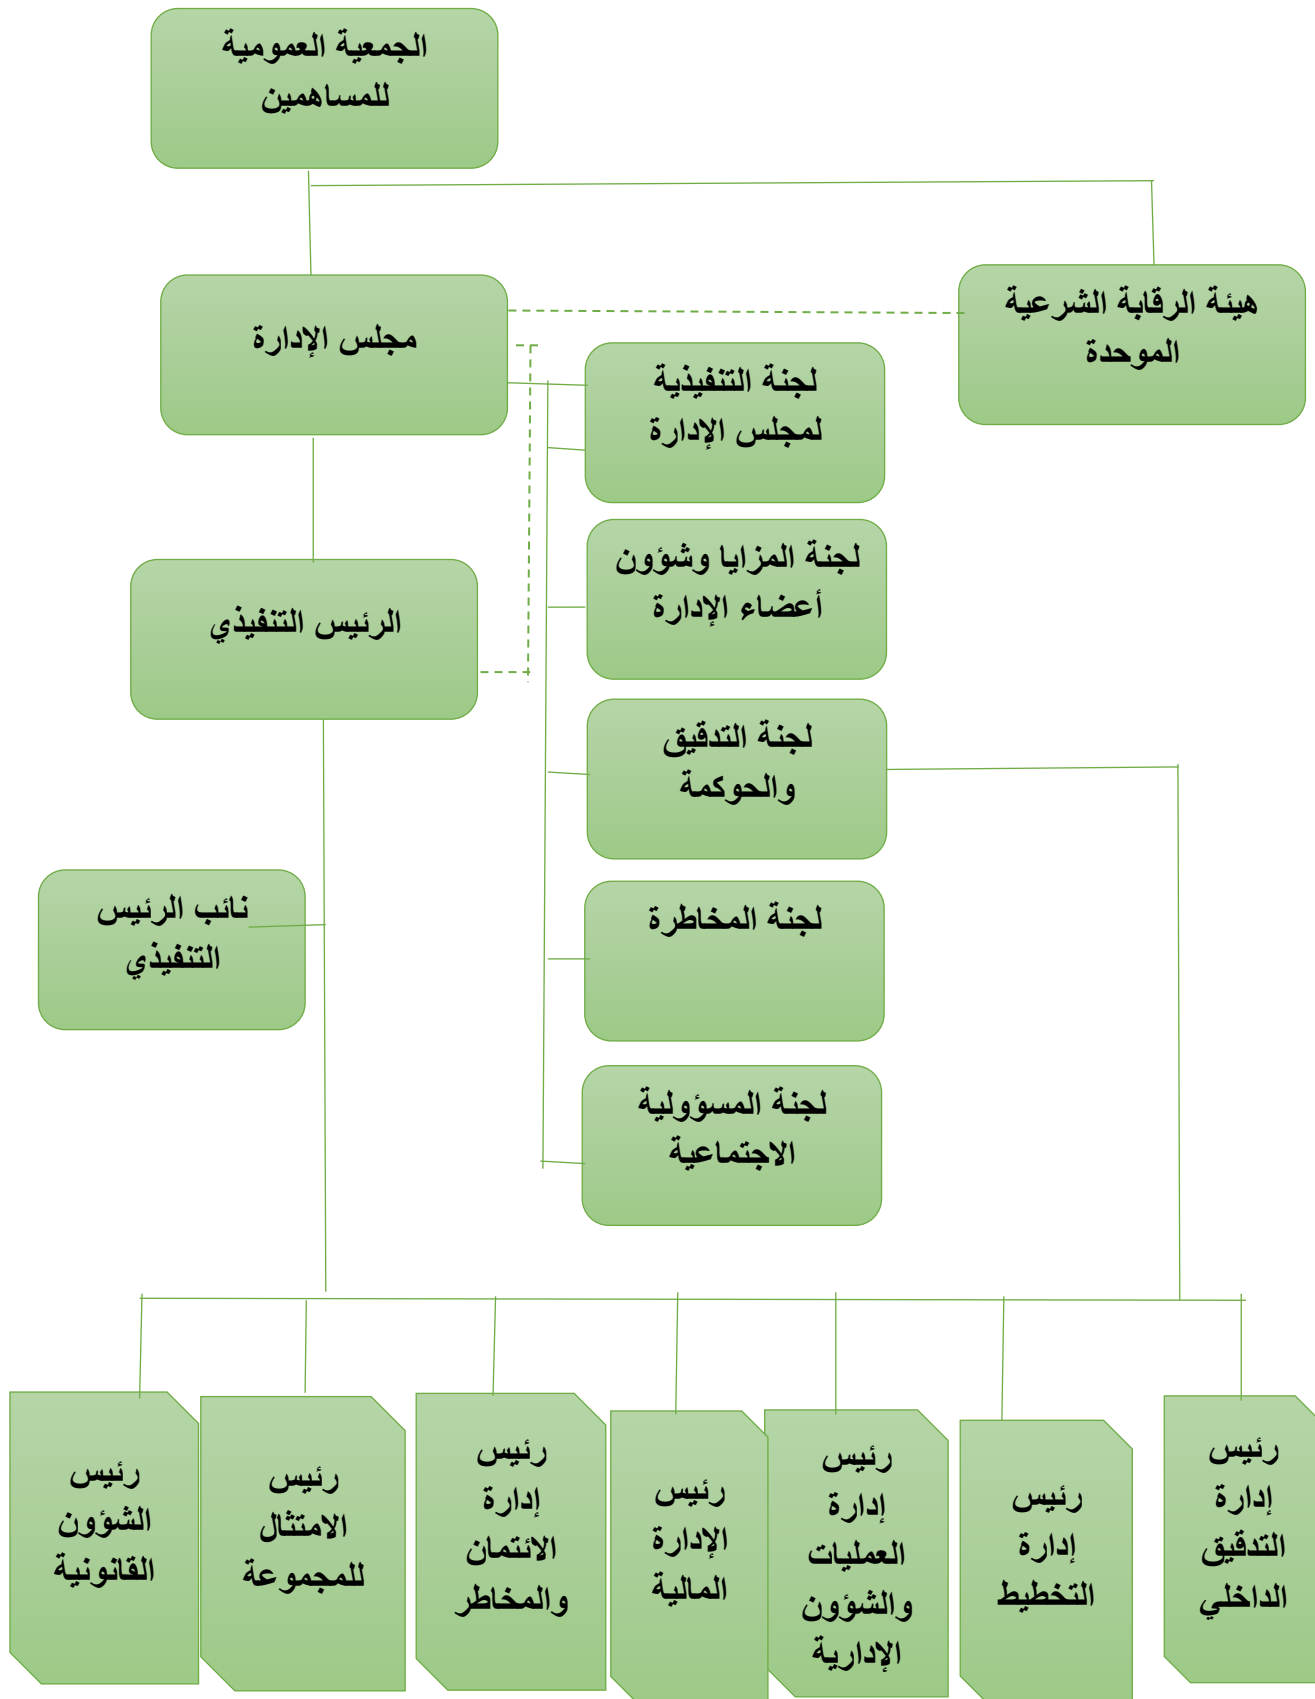 الجمعية العمومية
للمساهمين
هيئة الرقابة الشرعية
الموحدة
مجلس الإدارة
لجنة التنفيذية
لمجلس الإدارة
لجنة المزايا وشؤون
أعضاء الإدارة
الرئيس التنفيذي
لجنة التدقيق
والحوكمة
لجنة المخاطرة
نائب الرئيس
التنفيذي
لجنة المسؤولية
الاجتماعية
رئيس
إدارة
التدقيق
الداخلي
رئيس
إدارة
التخطيط
رئيس
إدارة
العمليات
والشؤون
الإدارية
رئيس
الإدارة
المالية
رئيس
إدارة
الائتمان
والمخاطر
رئيس
الامتثال
للمجموعة
رئيس
الشؤون
القانونية